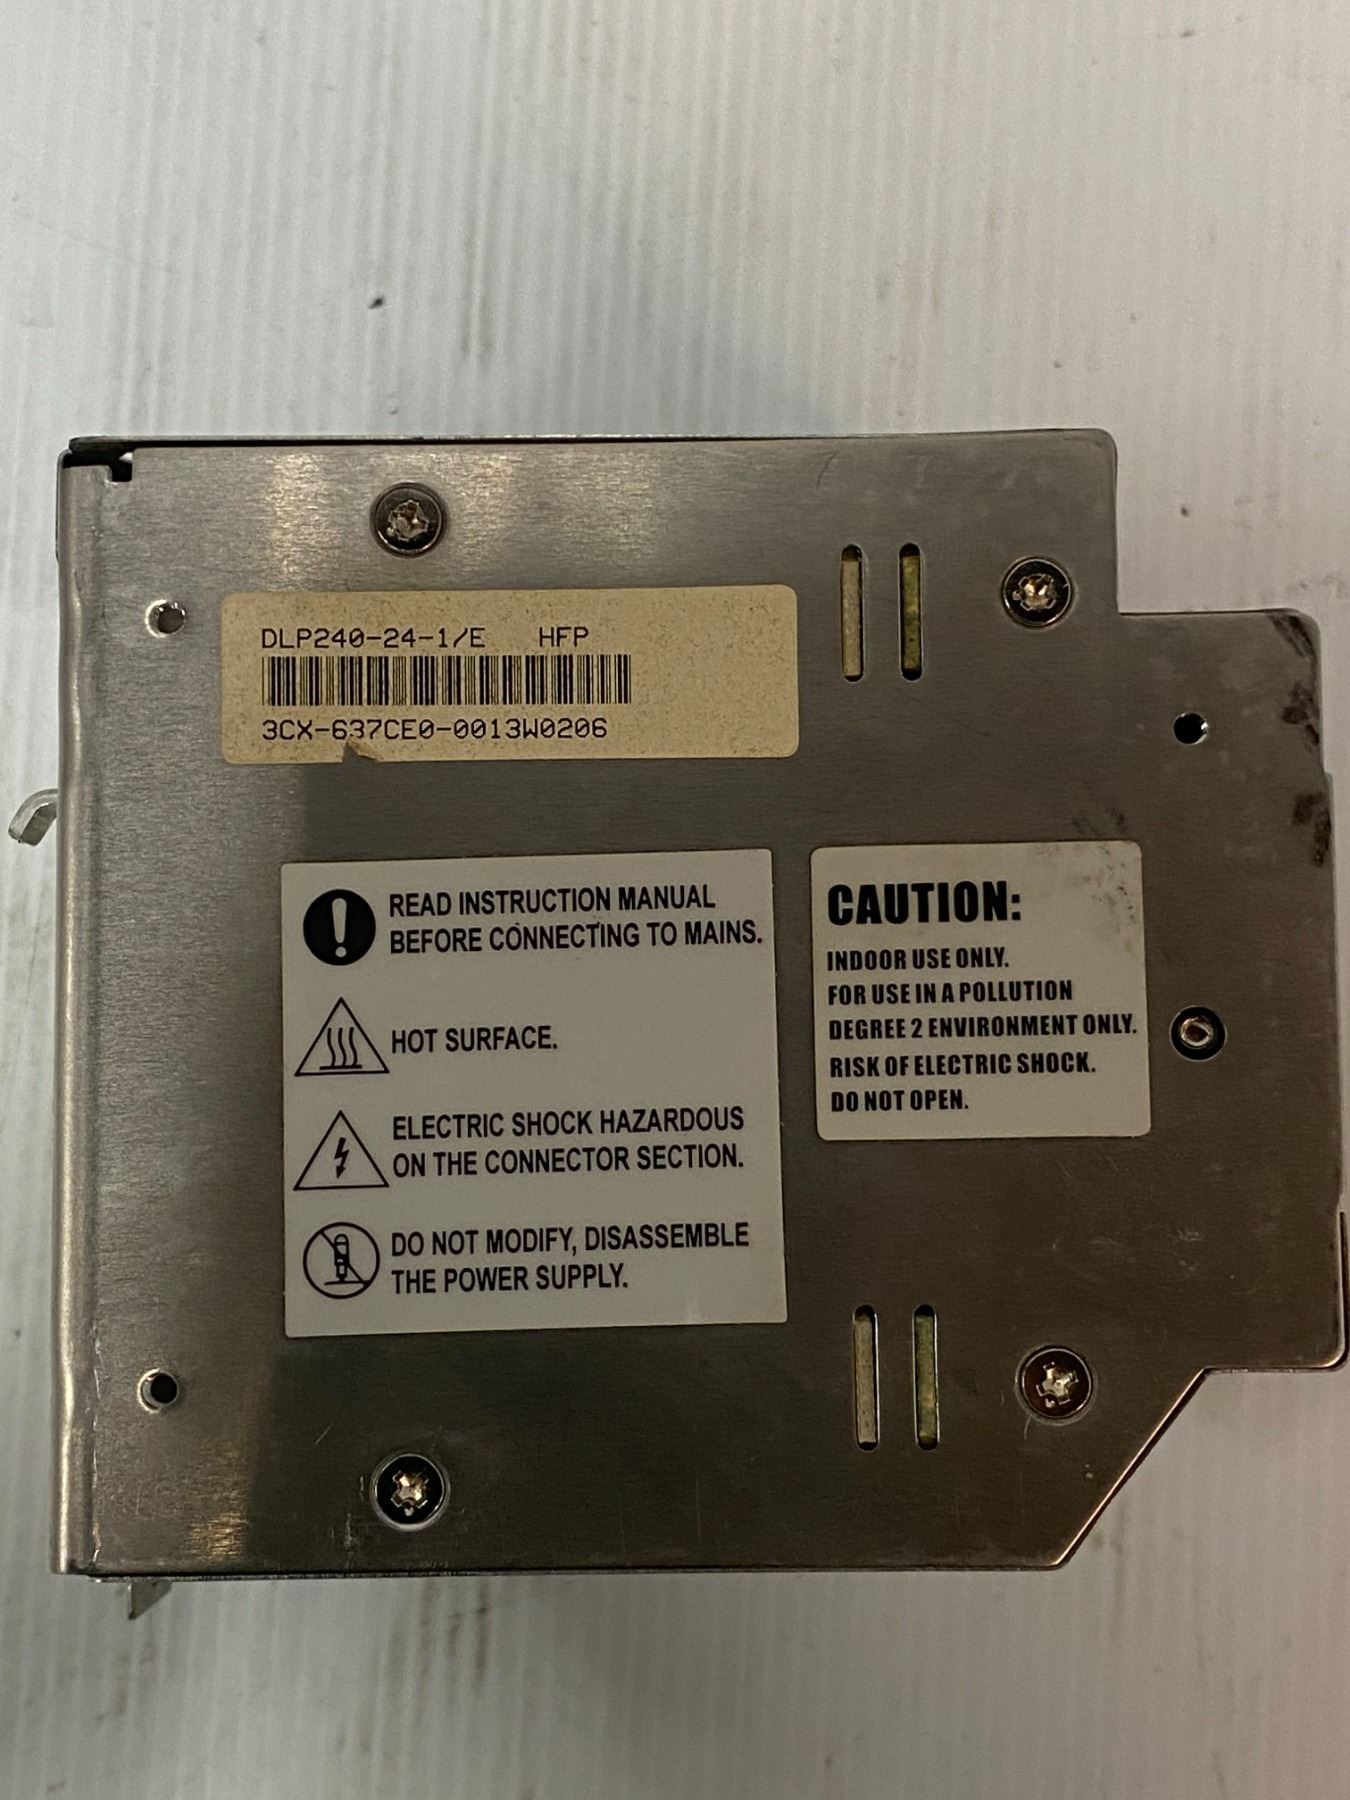 DLP240-24-1/E HFP
3CX-637CE0-0013W0206
READ INSTRUCTION MANUAL
BEFORE CONNECTING TO MAINS.
HOT SURFACE.
ELECTRIC SHOCK HAZARDOUS
ON THE CONNECTOR SECTION.
DO NOT MODIFY, DISASSEMBLE
THE POWER SUPPLY.
CAUTION:
INDOOR USE ONLY.
FOR USE IN A POLLUTION
DEGREE 2 ENVIRONMENT ONLY.
RISK OF ELECTRIC SHOCK.
DO NOT OPEN.